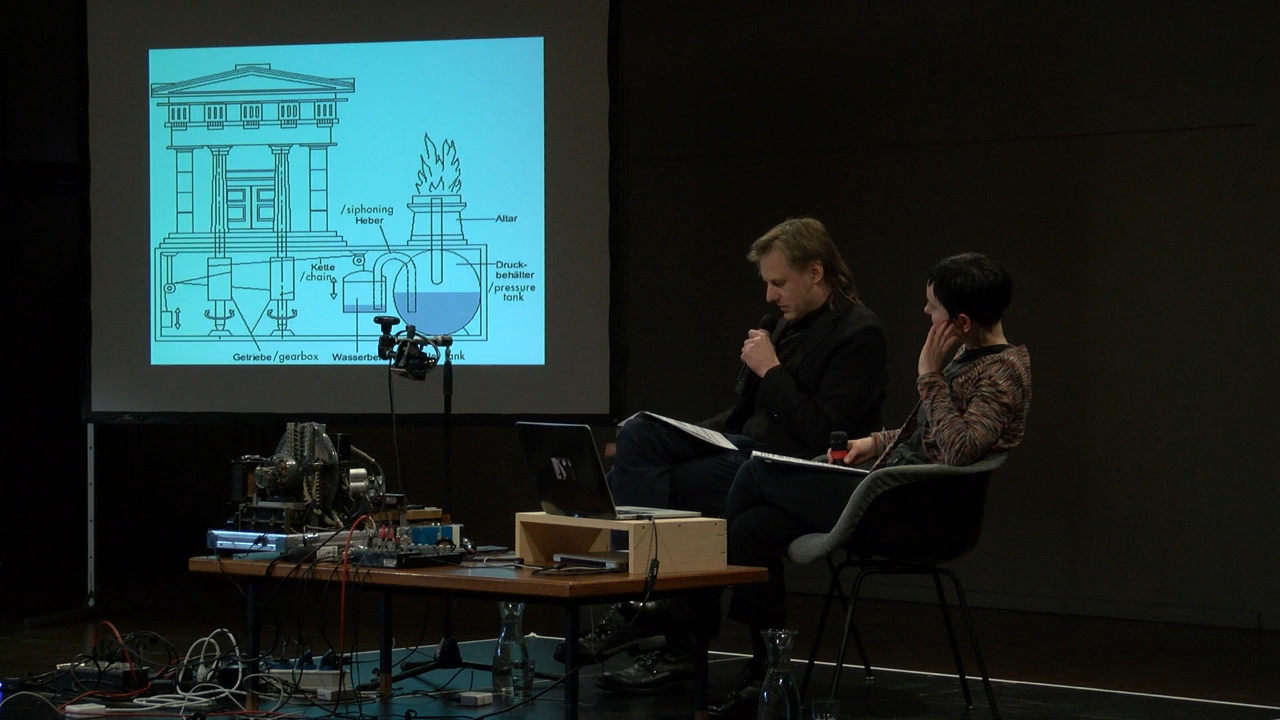 /siphoning
Heber
Altar
Kette
/chain
Druck-
behälter
/pressure
tank
Getriebe/gearbox